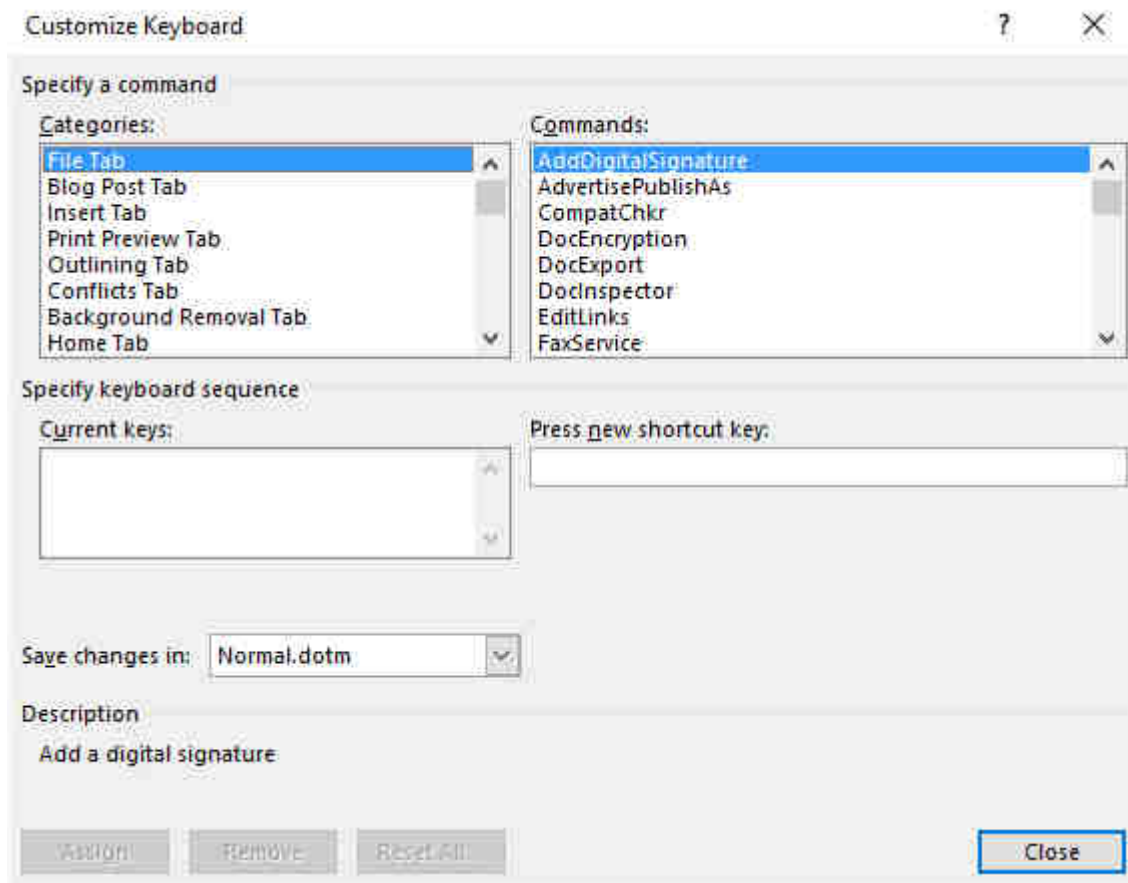 Customize Keyboard ?
Specify a command
Categories: Commands:
File Tab AddDigitalSignature
Blog Post Tab AdvertisePublishAs
Insert Tab CompatChkr
Print Preview Tab DocEncryption
Outlining Tab DocExport
Conflicts Tab DocInspector
Background Removal Tab EditLinks
Home Tab FaxService
Specify keyboard sequence
Current keys: Press new shortcut key:
Save changes in: Normal.dotm
Description
Add a digital signature
Assign Remove Reset All... Close